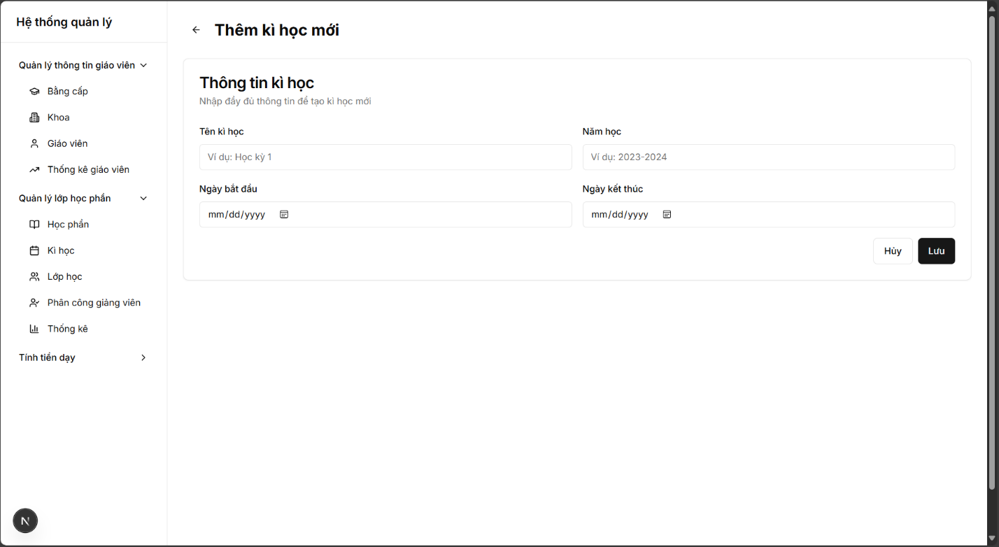 Hệ thống quản lý
Quản lý thông tin giáo viên
Bằng cấp
Khoa
Giáo viên
Thống kê giáo viên
Quản lý lớp học phần
Học phần
Kì học
Lớp học
Phân công giảng viên
Thống kê
Tính tiền dạy
N
Thêm kì học mới
Thông tin kì học
Nhập đầy đủ thông tin để tạo kì học mới
Tên kì học
Ví dụ: Học kỳ 1
Năm học
Ví dụ: 2023-2024
Ngày bắt đầu
mm/dd/yyyy
Ngày kết thúc
mm/dd/yyyy
Hủy
Lưu